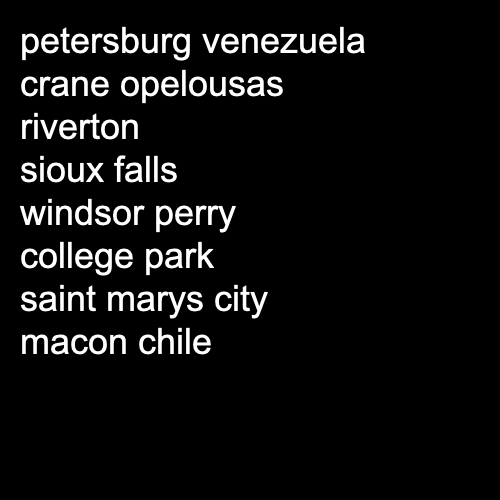 petersburg venezuela
crane opelousas
riverton
sioux falls
windsor perry
college park
saint marys city
macon chile